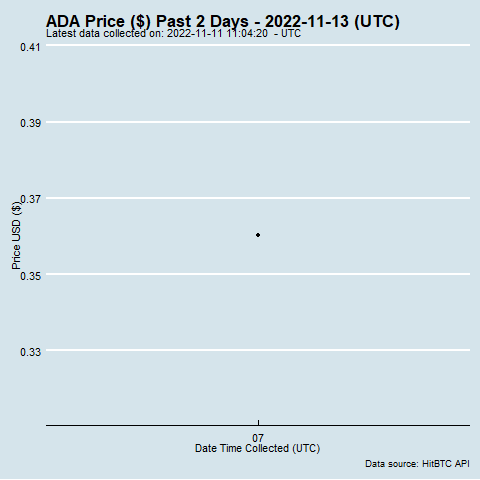 ADA Price ($) Past 2 Days - 2022-11-13 (UTC)
Latest data collected on: 2022-11-11 11:04:20  - UTC
0.41
0.39
0.37
0.35
0.33
Price USD ($)
07
Date Time Collected (UTC)
Data source: HitBTC API